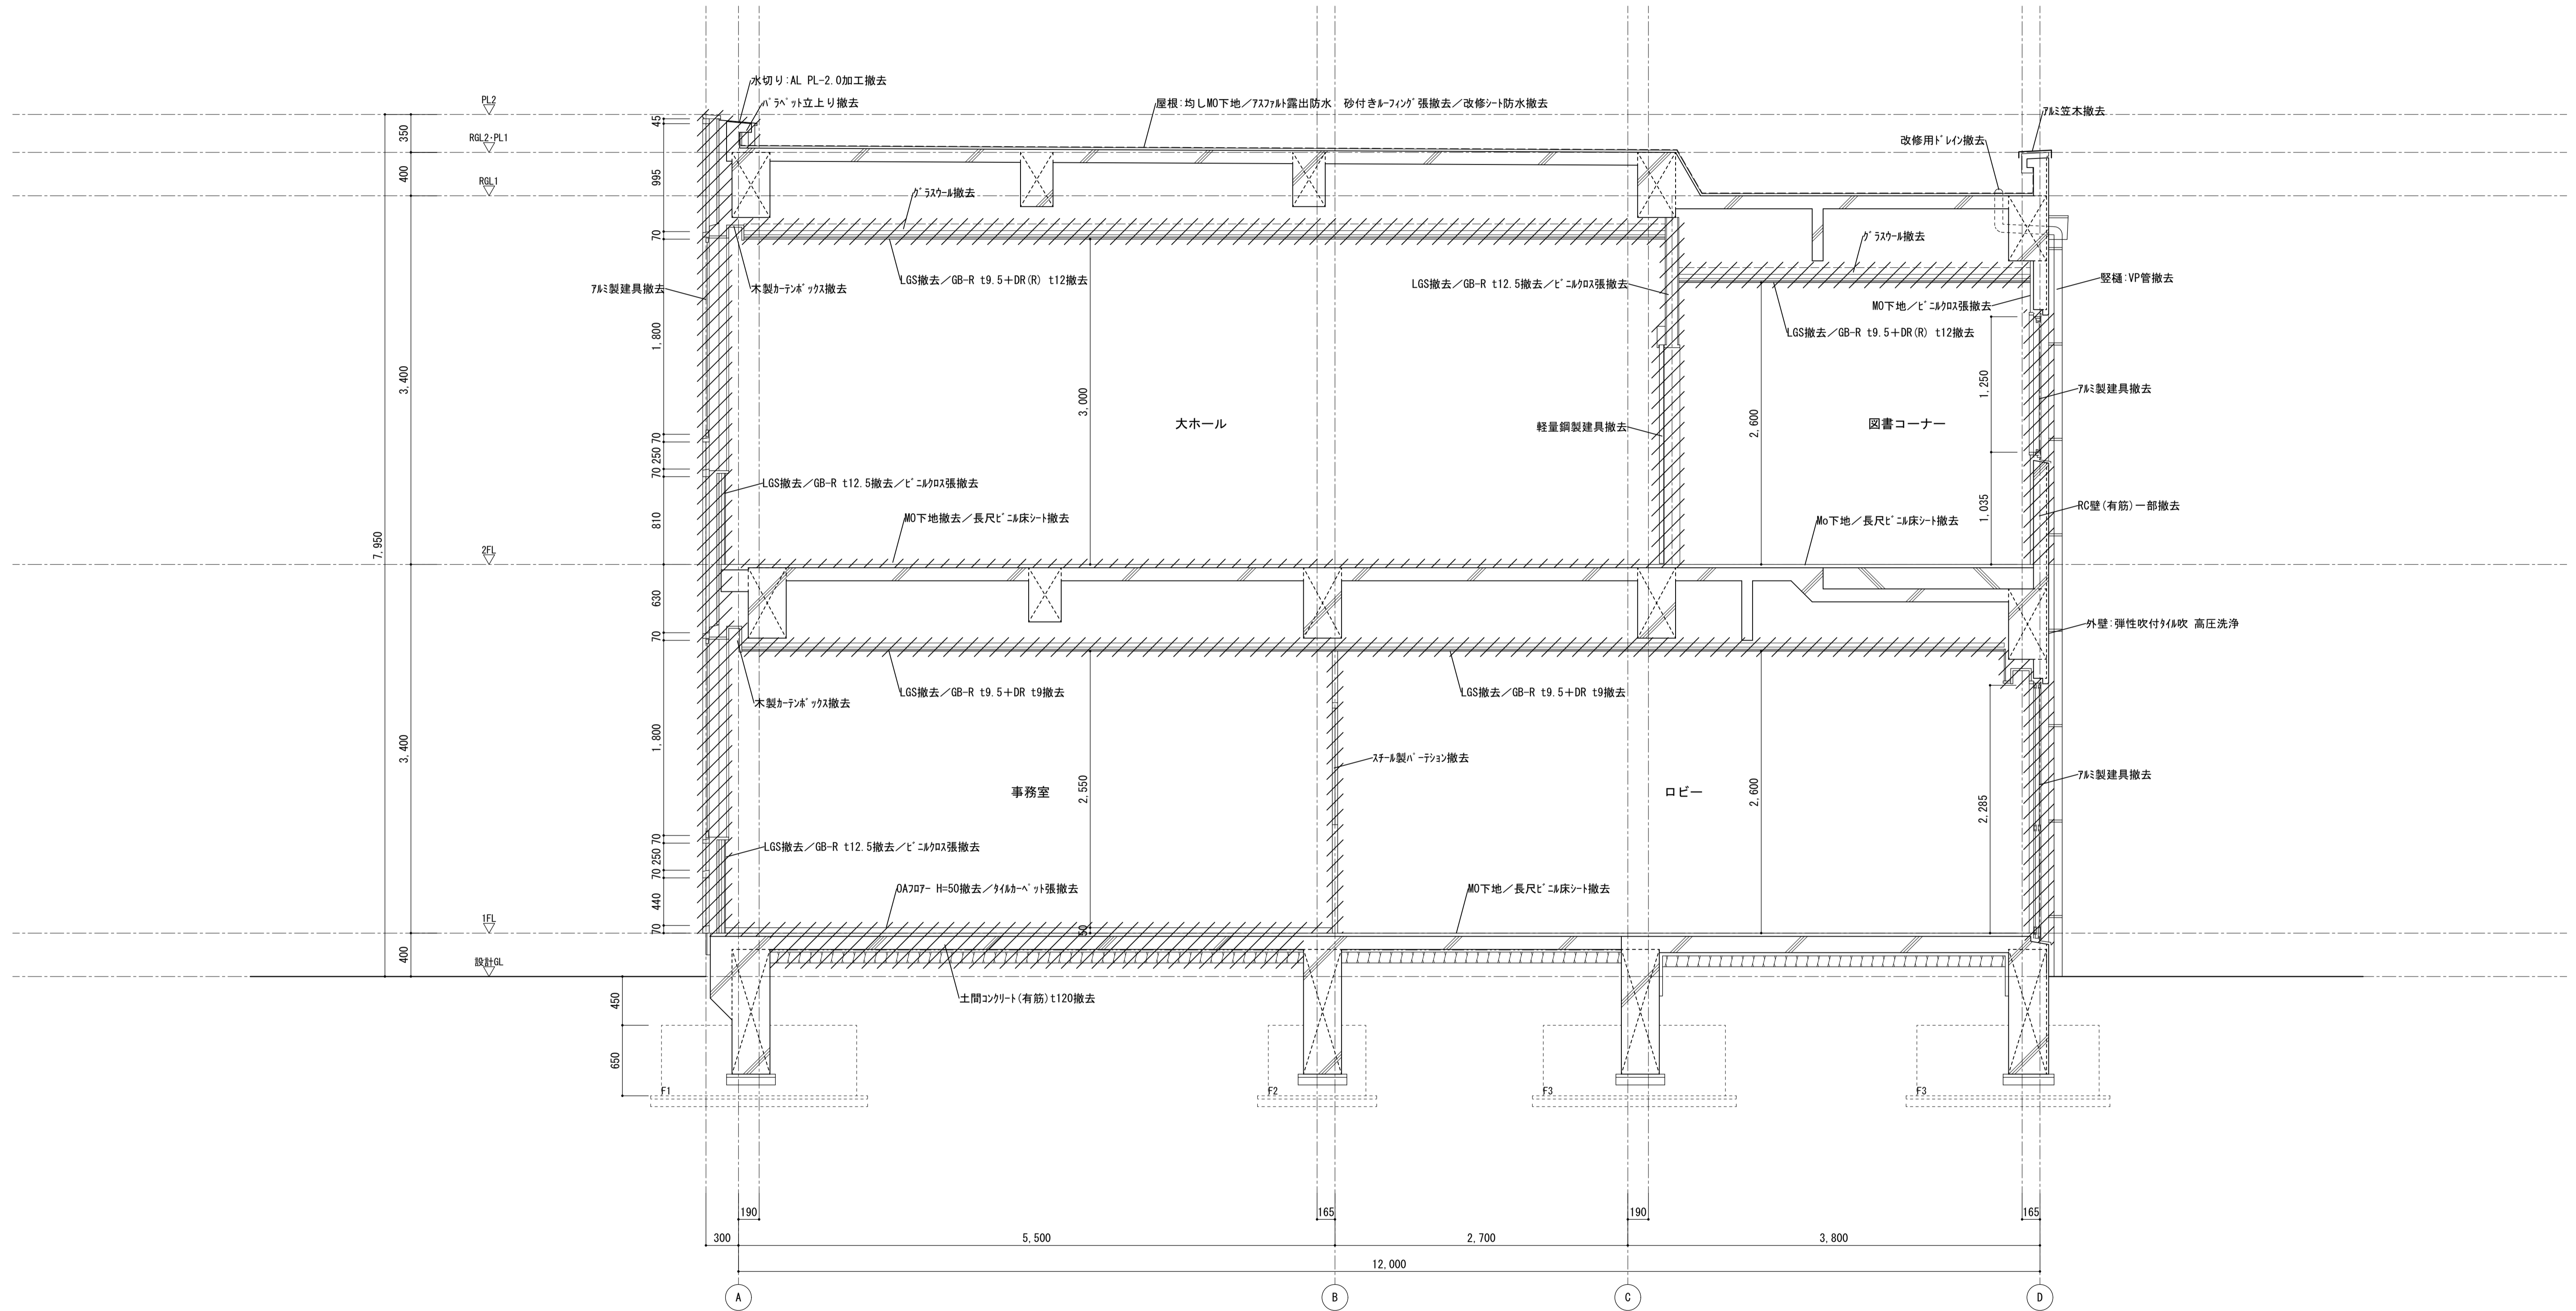 水切り:AL PL-2.0加工撤去
PL2
パラペット立上り撤去
屋根:均しMO下地/アスファルト露出防水 砂付きルーフィング張撤去/改修シート防水撤去
アルミ笠木撤去
45
350
RGL2･PL1
改修用ドレイン撤去
400
995
RGL1
グラスウール撤去
70
グラスウール撤去
LGS撤去/GB-R t9.5+DR(R) t12撤去
LGS撤去/GB-R t12.5撤去/ビニルクロス張撤去
竪樋:VP管撤去
アルミ製建具撤去
木製カーテンボックス撤去
MO下地/ビニルクロス張撤去
1,800
LGS撤去/GB-R t9.5+DR(R) t12撤去
3,400
3,000
1,250
アルミ製建具撤去
大ホール
2,600
図書コーナー
軽量鋼製建具撤去
70
250
70
LGS撤去/GB-R t12.5撤去/ビニルクロス張撤去
1,035
RC壁(有筋)一部撤去
810
MO下地撤去/長尺ビニル床シート撤去
Mo下地/長尺ビニル床シート撤去
7,950
2FL
630
外壁:弾性吹付タイル吹 高圧洗浄
70
LGS撤去/GB-R t9.5+DR t9撤去
LGS撤去/GB-R t9.5+DR t9撤去
木製カーテンボックス撤去
1,800
3,400
スチール製パーテション撤去
アルミ製建具撤去
2,550
事務室
2,600
ロビー
2,285
70
250
70
LGS撤去/GB-R t12.5撤去/ビニルクロス張撤去
OAフロアー H=50撤去/タイルカーペット張撤去
MO下地/長尺ビニル床シート撤去
440
1FL
70
50
400
設計GL
土間コンクリート(有筋)t120撤去
450
650
F1
F2
F3
F3
190
165
190
165
300
5,500
2,700
3,800
12,000
A
B
C
D